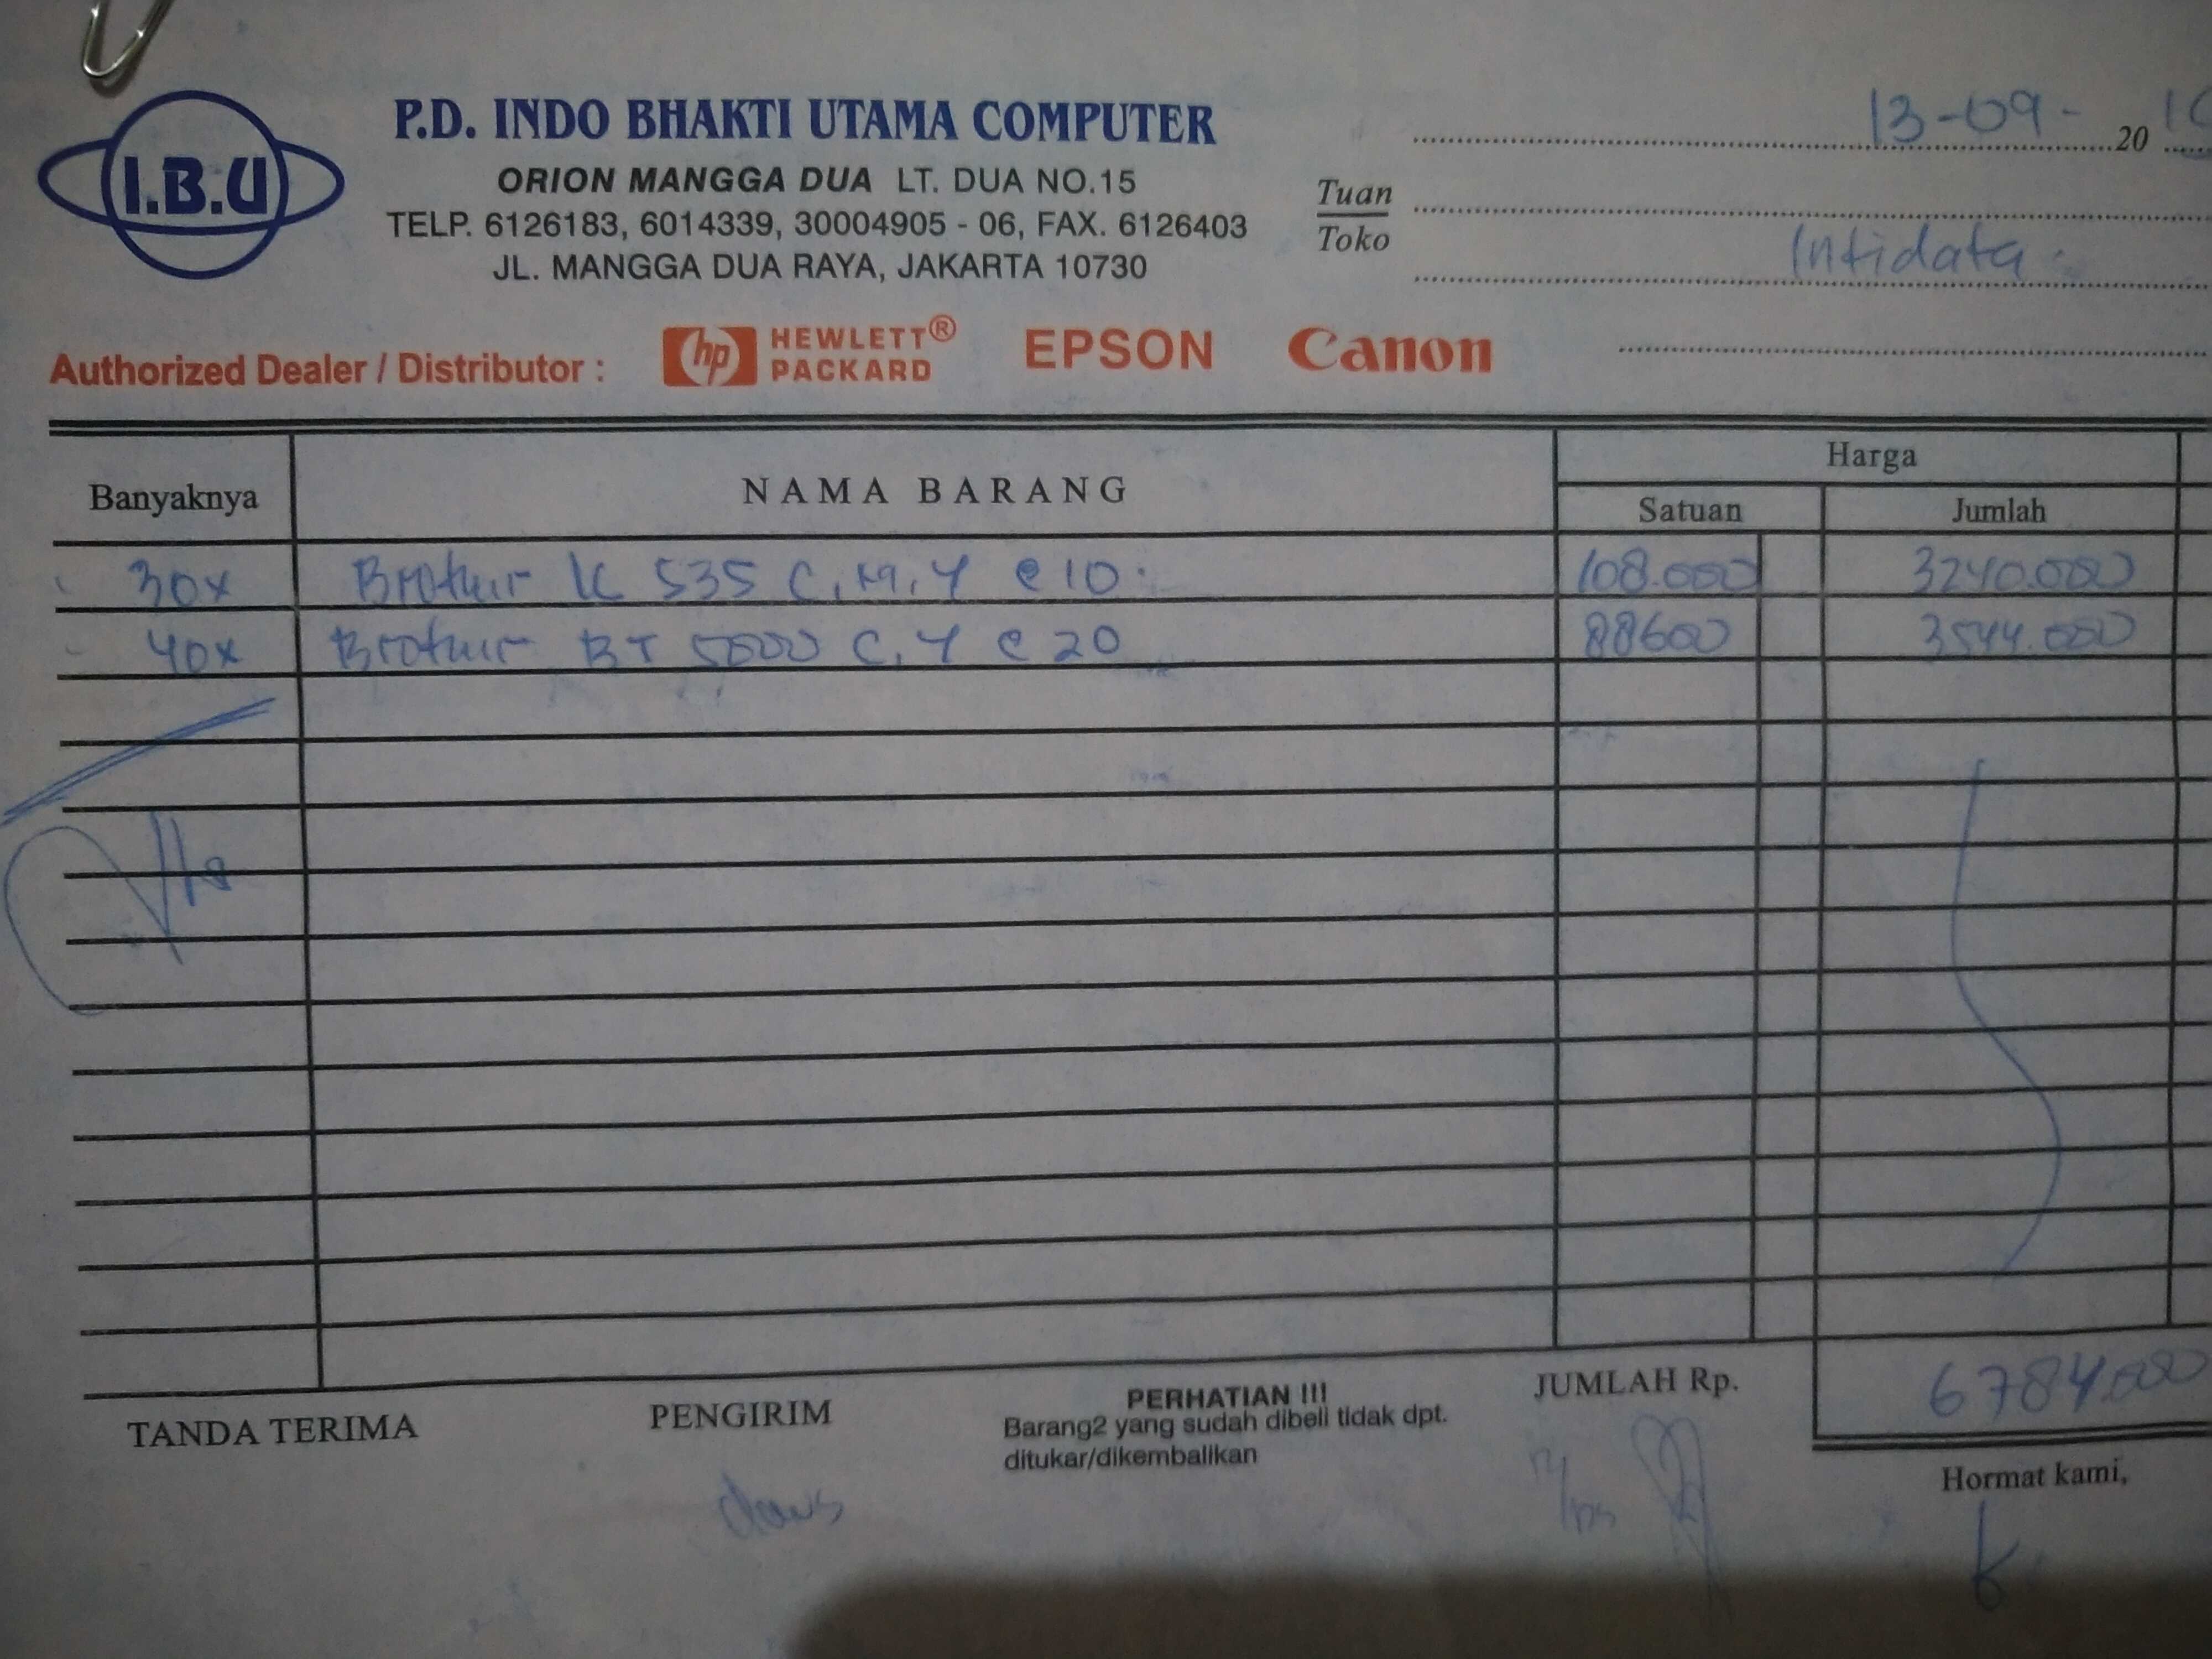 I.B.U
P.D. INDO BHAKTI UTAMA COMPUTER
ORION MANGGA DUA LT. DUA NO.15
TELP. 6126183, 6014339, 30004905 - 06, FAX. 6126403
JL. MANGGA DUA RAYA, JAKARTA 10730
13-09- 20
Tuan
Toko
Intidata
Authorized Dealer / Distributor : hp HEWLETT® PACKARD EPSON Canon
Banyaknya NAMA BARANG Harga
Satuan Jumlah
30x Brother K 535 C, M, Y @ 10 108.000 3240.000
40x Brother BT 5000 C, Y @ 20 88600 3544.000
JUMLAH Rp. 6784.000
TANDA TERIMA PENGIRIM PERHATIAN !!!
Barang2 yang sudah dibeli tidak dpt.
ditukar/dikembalikan
Hormat kami,